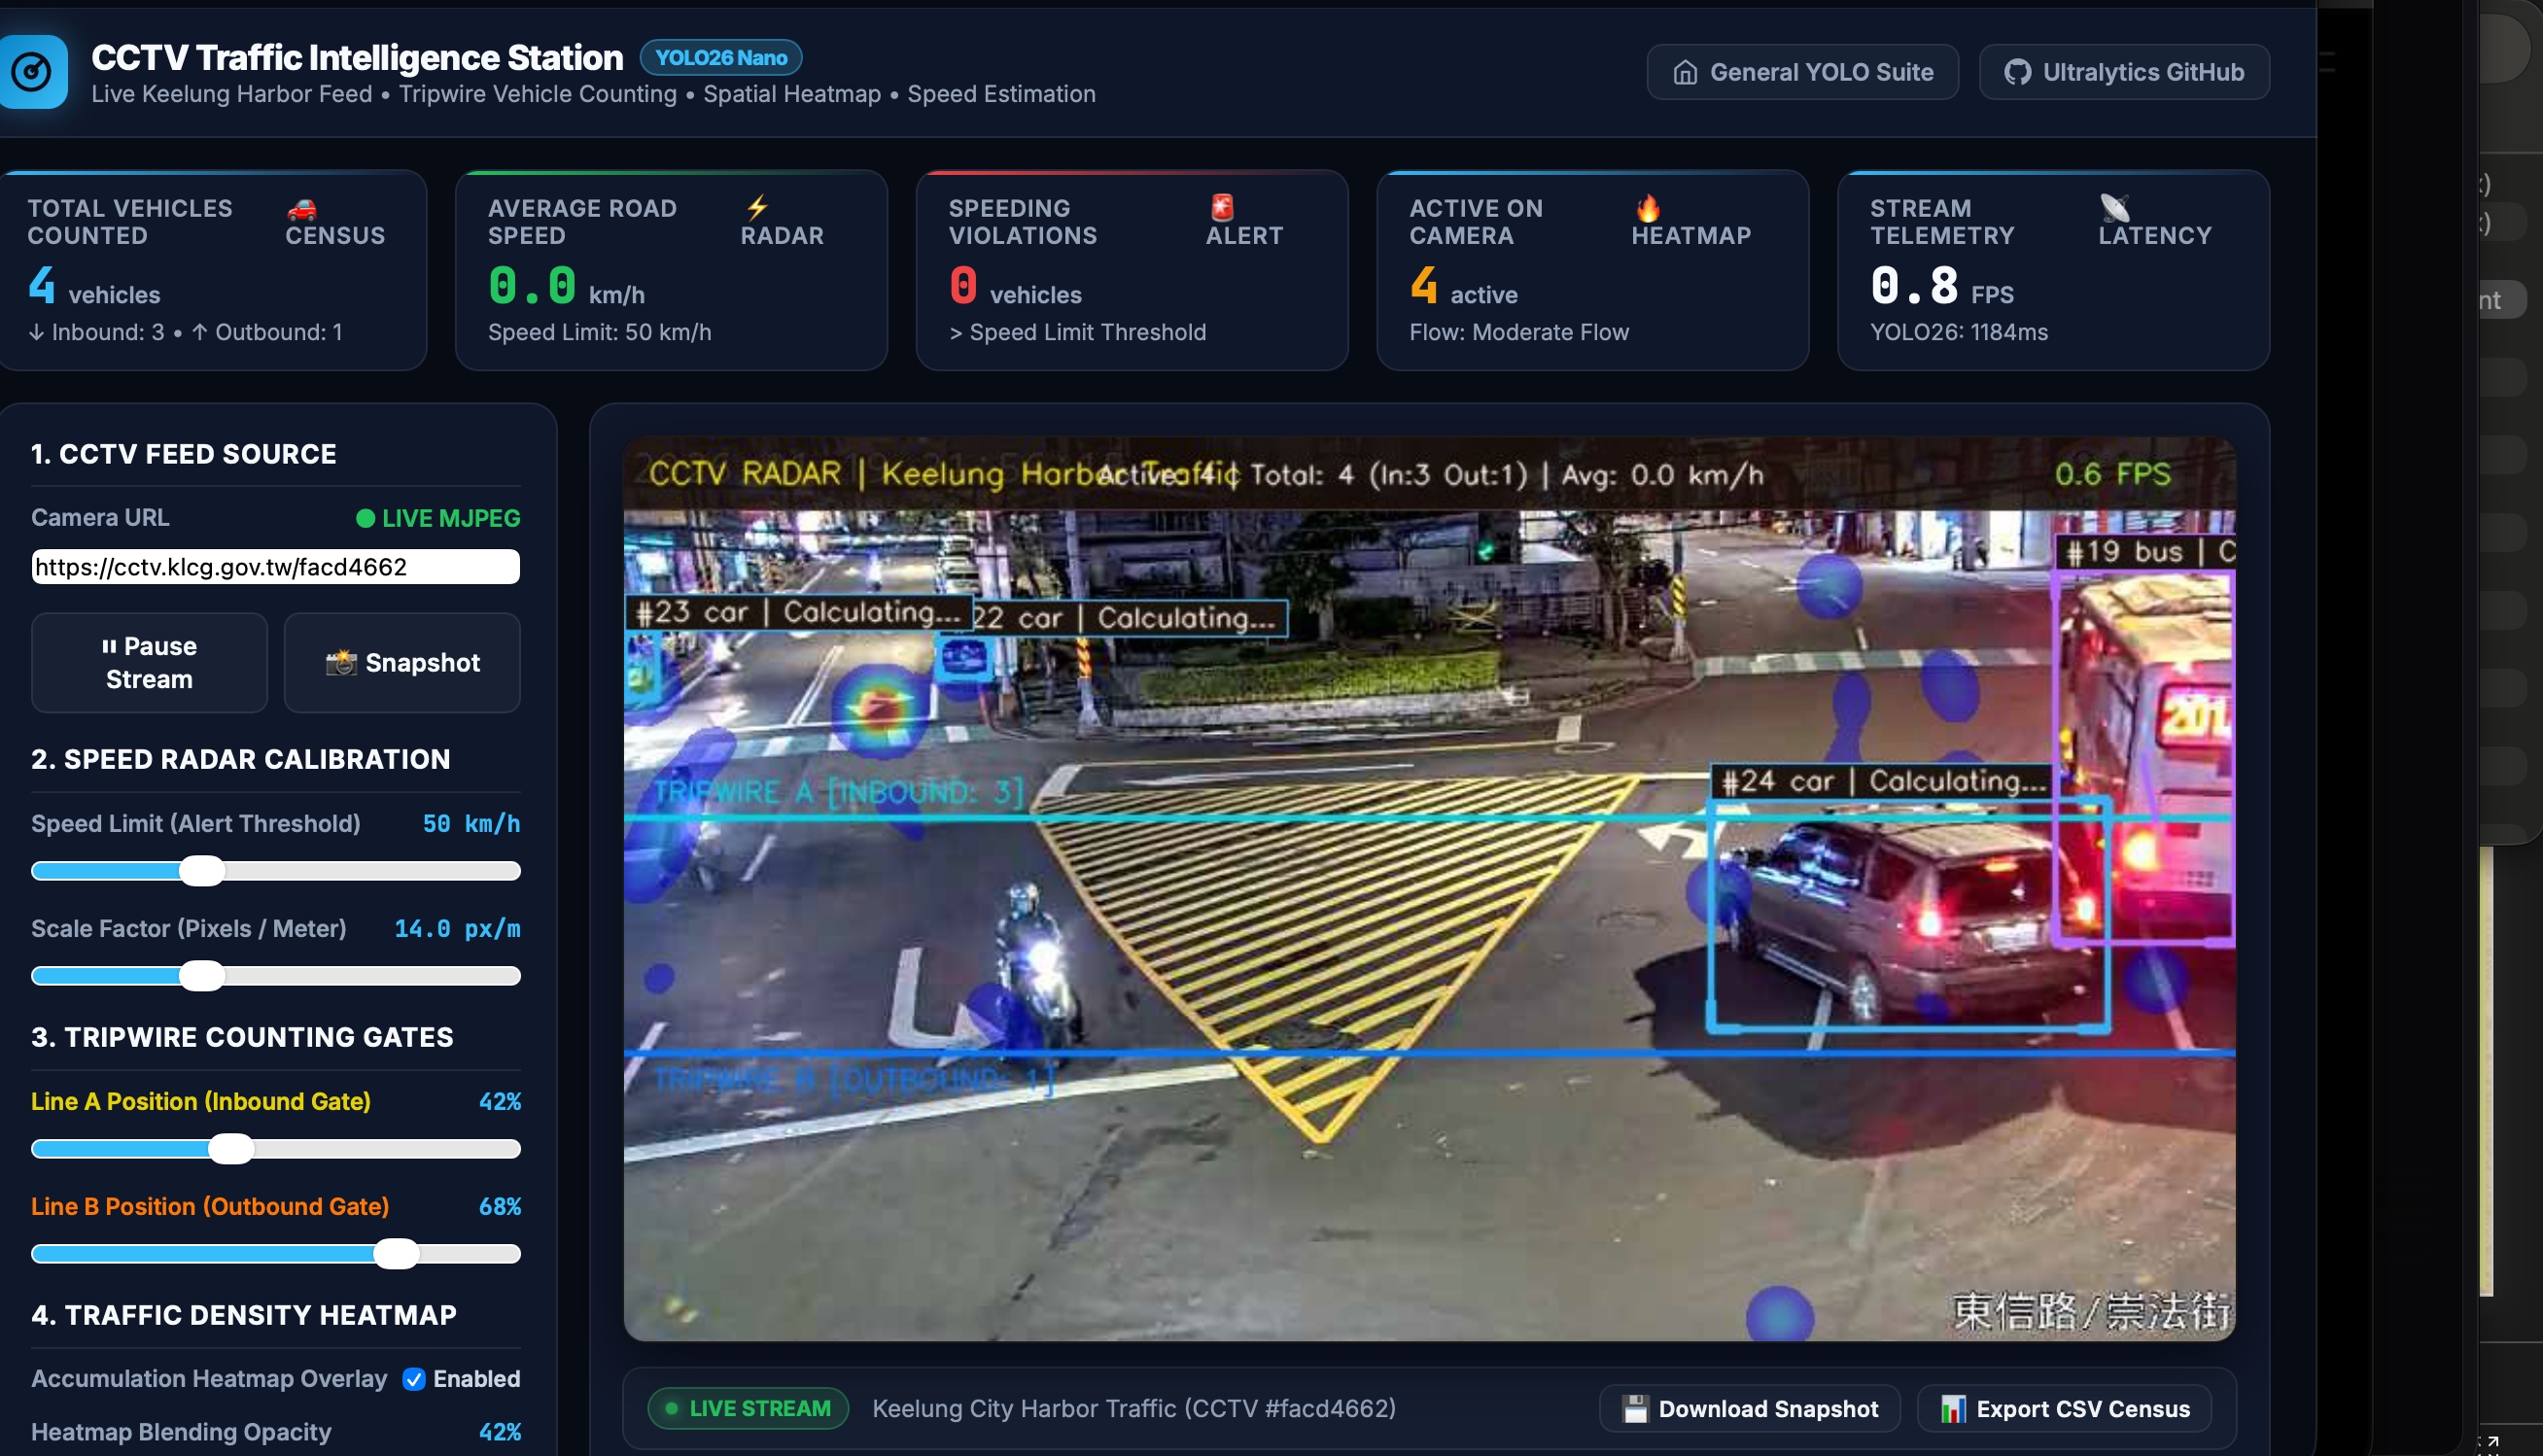 CCTV Traffic Intelligence Station YOLO26 Nano
Live Keelung Harbor Feed • Tripwire Vehicle Counting • Spatial Heatmap • Speed Estimation
General YOLO Suite
Ultralytics GitHub
TOTAL VEHICLES COUNTED
🚗 CENSUS
4 vehicles
↓ Inbound: 3 • ↑ Outbound: 1
AVERAGE ROAD SPEED
⚡ RADAR
0.0 km/h
Speed Limit: 50 km/h
SPEEDING VIOLATIONS
🚨 ALERT
0 vehicles
> Speed Limit Threshold
ACTIVE ON CAMERA
🔥 HEATMAP
4 active
Flow: Moderate Flow
STREAM TELEMETRY
📡 LATENCY
0.8 FPS
YOLO26: 1184ms
1. CCTV FEED SOURCE
Camera URL
LIVE MJPEG
https://cctv.klcg.gov.tw/facd4662
⏸ Pause Stream
📸 Snapshot
2. SPEED RADAR CALIBRATION
Speed Limit (Alert Threshold) 50 km/h
Scale Factor (Pixels / Meter) 14.0 px/m
3. TRIPWIRE COUNTING GATES
Line A Position (Inbound Gate) 42%
Line B Position (Outbound Gate) 68%
4. TRAFFIC DENSITY HEATMAP
Accumulation Heatmap Overlay Enabled
Heatmap Blending Opacity 42%
CCTV RADAR | Keelung Harbor Traffic
Active: 4 | Total: 4 (In:3 Out:1) | Avg: 0.0 km/h
0.6 FPS
#19 bus | C
#23 car | Calculating...
22 car | Calculating...
201
TRIPWIRE A [INBOUND: 3]
#24 car | Calculating...
TRIPWIRE B [OUTBOUND: 1]
東信路/崇法街
LIVE STREAM
Keelung City Harbor Traffic (CCTV #facd4662)
💾 Download Snapshot
📊 Export CSV Census